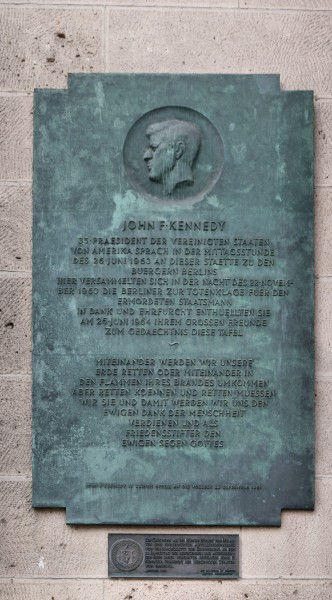 JOHN F·KENNEDY
35·PRAESIDENT DER VEREINIGTEN STAATEN
VON AMERIKA SPRACH IN DER MITTAGSSTUNDE
DES 26·JUNI 1963 AN DIESER STAETTE ZU DEN
BUERGERN BERLINS
HIER VERSAMMELTEN SICH IN DER NACHT DES 22·NOVEM-
BER 1963 DIE BERLINER ZUR TOTENKLAGE FUER DEN
ERMORDETEN STAATSMANN
IN DANK UND EHRFURCHT ENTHUELLTEN SIE
AM 26·JUNI 1964 IHREM GROSSEN FREUNDE
ZUM GEDAECHTNIS DIESE TAFEL
~
MITEINANDER WERDEN WIR UNSERE
ERDE RETTEN ODER MITEINANDER IN
DEN FLAMMEN IHRES BRANDES UMKOMMEN
ABER RETTEN KOENNEN UND RETTEN MUESSEN
WIR SIE UND DAMIT WERDEN WIR UNS DEN
EWIGEN DANK DER MENSCHHEIT
VERDIENEN UND ALS
FRIEDENSSTIFTER DEN
EWIGEN SEGEN GOTTES